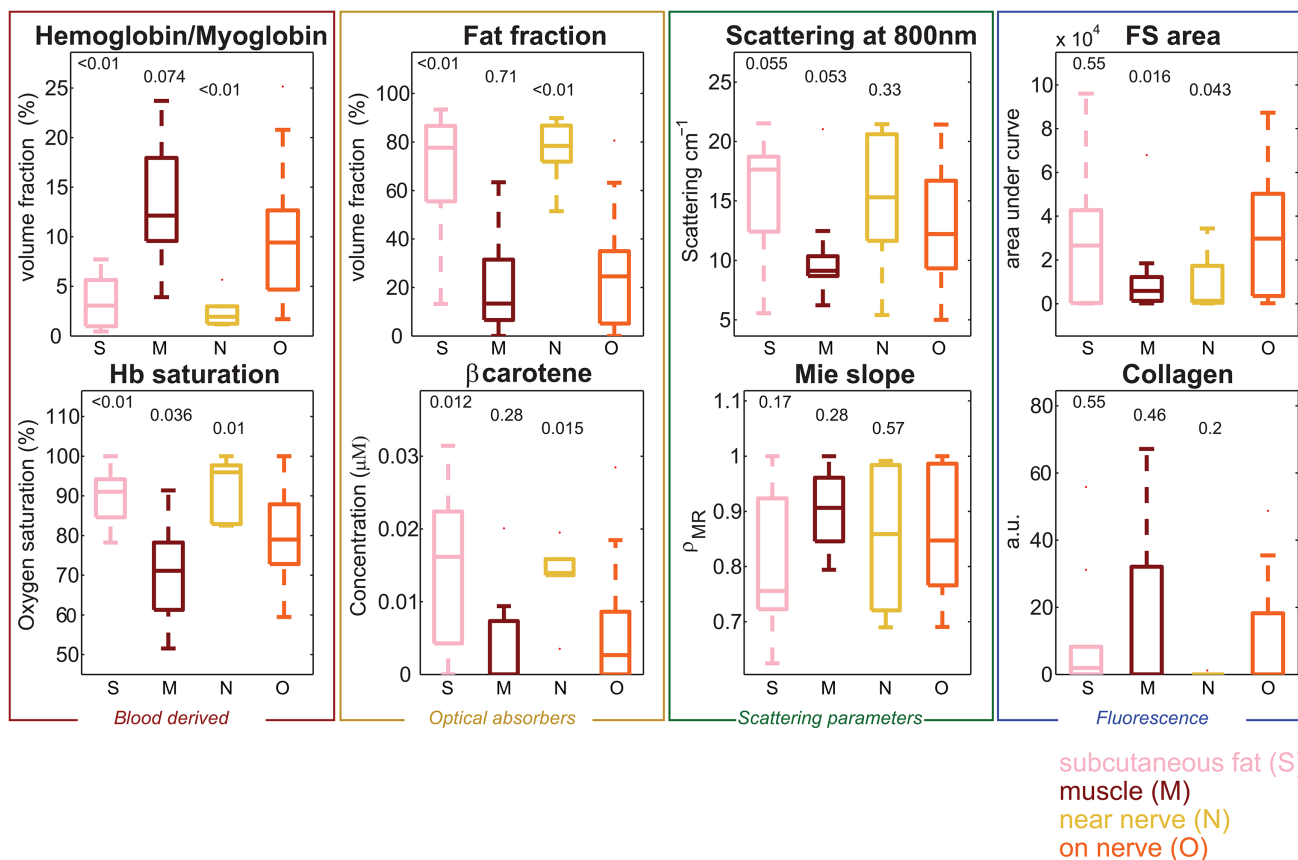 Hemoglobin/Myoglobin
<0.01
0.074
<0.01
volume fraction (%)
25
20
15
10
5
0
S M N O
Hb saturation
<0.01
0.036
0.01
Oxygen saturation (%)
110
100
90
80
70
60
50
S M N O
Blood derived
Fat fraction
<0.01
0.71
<0.01
volume fraction (%)
100
80
60
40
20
0
S M N O
βcarotene
0.012
0.28
0.015
Concentration (μM)
0.03
0.02
0.01
0
S M N O
Optical absorbers
Scattering at 800nm
0.055
0.053
0.33
Scattering cm⁻¹
25
20
15
10
5
S M N O
Mie slope
0.17
0.28
0.57
ρMR
1.1
1
0.9
0.8
0.7
S M N O
Scattering parameters
x 10⁴
FS area
0.55
0.016
0.043
area under curve
10
8
6
4
2
0
S M N O
Collagen
0.55
0.46
0.2
a.u.
80
60
40
20
0
S M N O
Fluorescence
subcutaneous fat (S)
muscle (M)
near nerve (N)
on nerve (O)